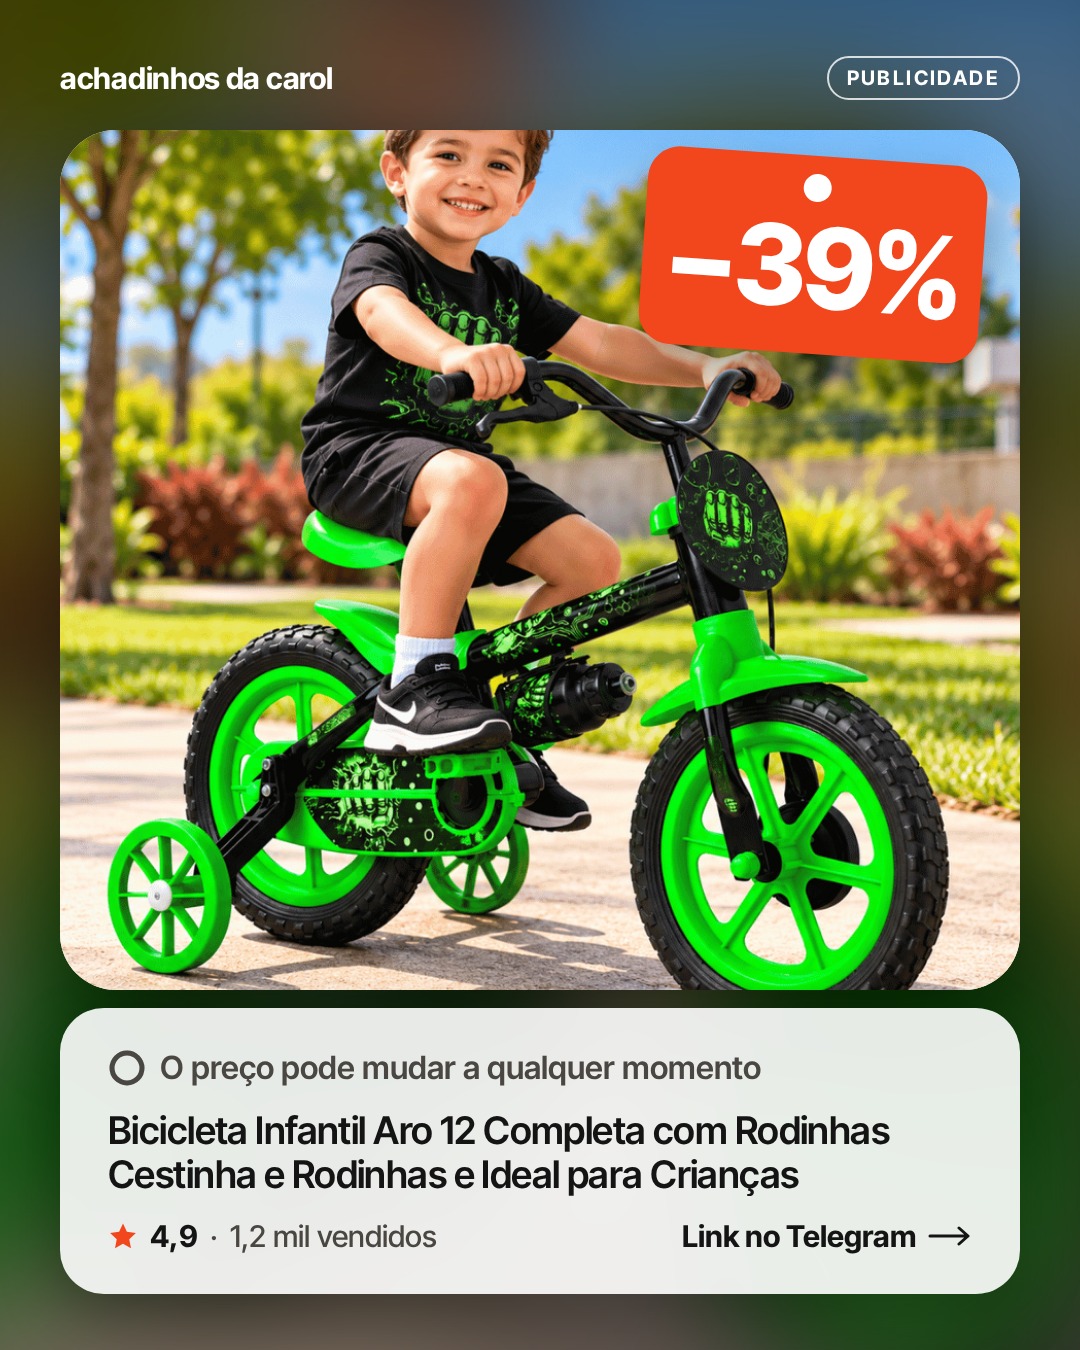 achadinhos da carol
PUBLICIDADE
−39%
O preço pode mudar a qualquer momento
Bicicleta Infantil Aro 12 Completa com Rodinhas
Cestinha e Rodinhas e Ideal para Crianças
4,9 · 1,2 mil vendidos
Link no Telegram →